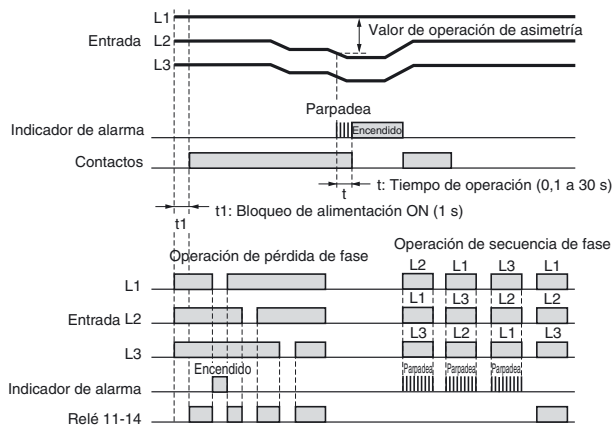 L1
Valor de operación de asimetría
Entrada L2
L3
Parpadea
Indicador de alarma
Encendido
Contactos
t
t: Tiempo de operación (0,1 a 30 s)
t1: Bloqueo de alimentación ON (1 s)
t1
Operación de pérdida de fase
Operación de secuencia de fase
L2 L1 L3 L1
L1
L1 L3 L2 L2
Entrada L2
L3 L2 L1 L3
L3
Encendido
Parpadea Parpadea Parpadea
Indicador de alarma
Relé 11-14